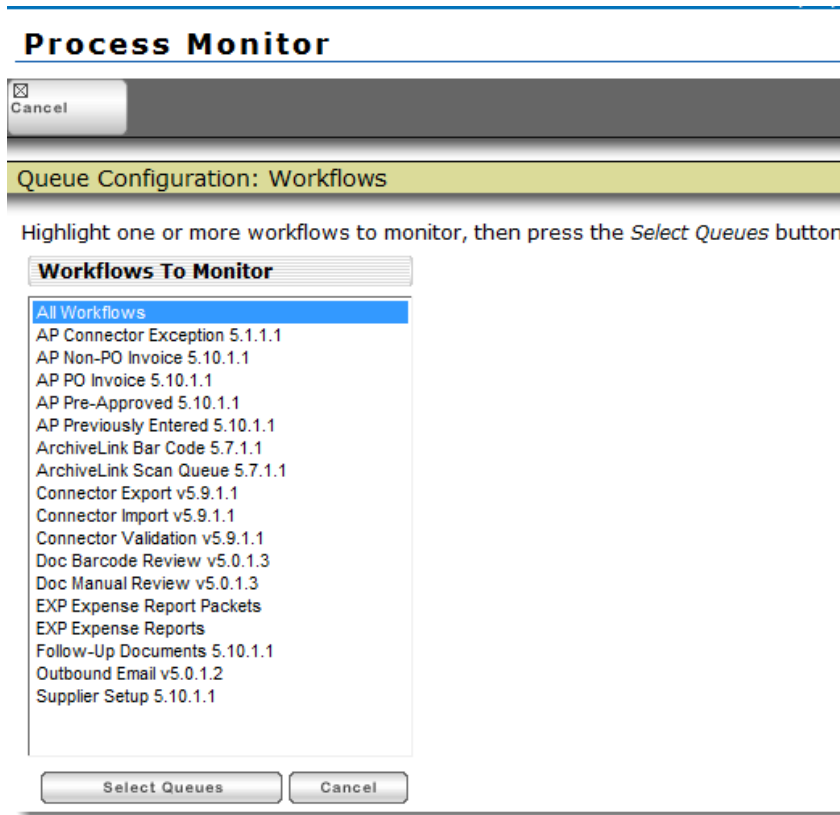 Process Monitor
Cancel
Queue Configuration: Workflows
Highlight one or more workflows to monitor, then press the Select Queues button
Workflows To Monitor
All Workflows
AP Connector Exception 5.1.1.1
AP Non-PO Invoice 5.10.1.1
AP PO Invoice 5.10.1.1
AP Pre-Approved 5.10.1.1
AP Previously Entered 5.10.1.1
ArchiveLink Bar Code 5.7.1.1
ArchiveLink Scan Queue 5.7.1.1
Connector Export v5.9.1.1
Connector Import v5.9.1.1
Connector Validation v5.9.1.1
Doc Barcode Review v5.0.1.3
Doc Manual Review v5.0.1.3
EXP Expense Report Packets
EXP Expense Reports
Follow-Up Documents 5.10.1.1
Outbound Email v5.0.1.2
Supplier Setup 5.10.1.1
Select Queues Cancel